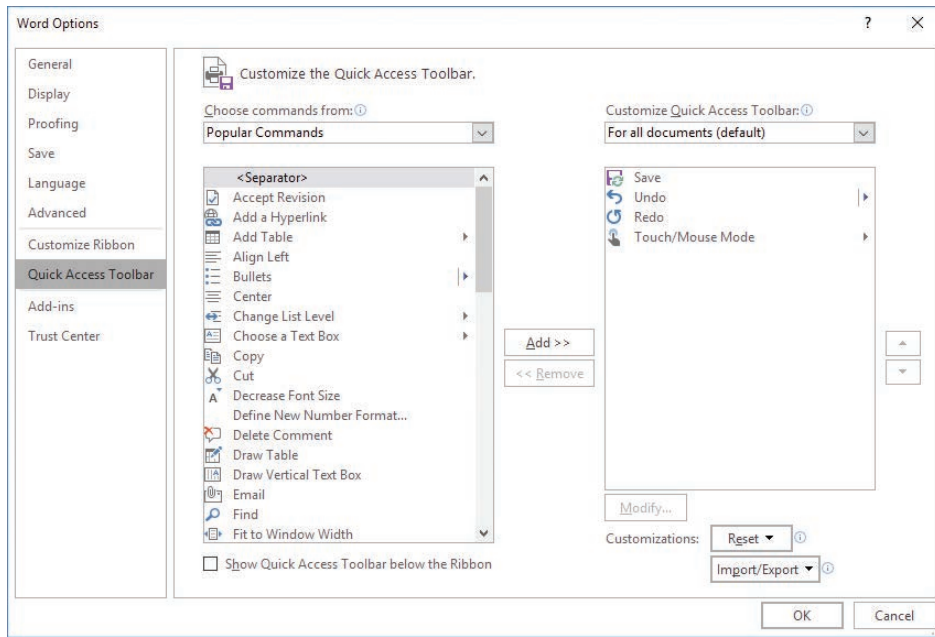 Word Options
?
General
Display
Proofing
Save
Language
Advanced
Customize Ribbon
Quick Access Toolbar
Add-ins
Trust Center
Customize the Quick Access Toolbar.
Choose commands from:
Popular Commands
<Separator>
Accept Revision
Add a Hyperlink
Add Table
Align Left
Bullets
Center
Change List Level
Choose a Text Box
Copy
Cut
Decrease Font Size
Define New Number Format...
Delete Comment
Draw Table
Draw Vertical Text Box
Email
Find
Fit to Window Width
Show Quick Access Toolbar below the Ribbon
Add >>
<< Remove
Customize Quick Access Toolbar:
For all documents (default)
Save
Undo
Redo
Touch/Mouse Mode
Modify...
Customizations:
Reset
Import/Export
OK
Cancel